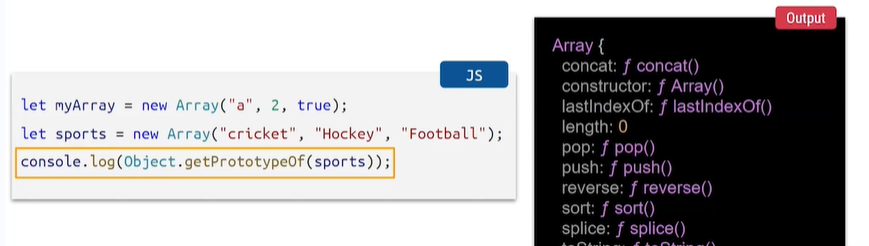 JS
let myArray = new Array("a", 2, true);
let sports = new Array("cricket", "Hockey", "Football");
console.log(Object.getPrototypeOf(sports));
Output
Array {
concat: ƒ concat()
constructor: ƒ Array()
lastIndexOf: ƒ lastIndexOf()
length: 0
pop: ƒ pop()
push: ƒ push()
reverse: ƒ reverse()
sort: ƒ sort()
splice: ƒ splice()
toString: ƒ toString()